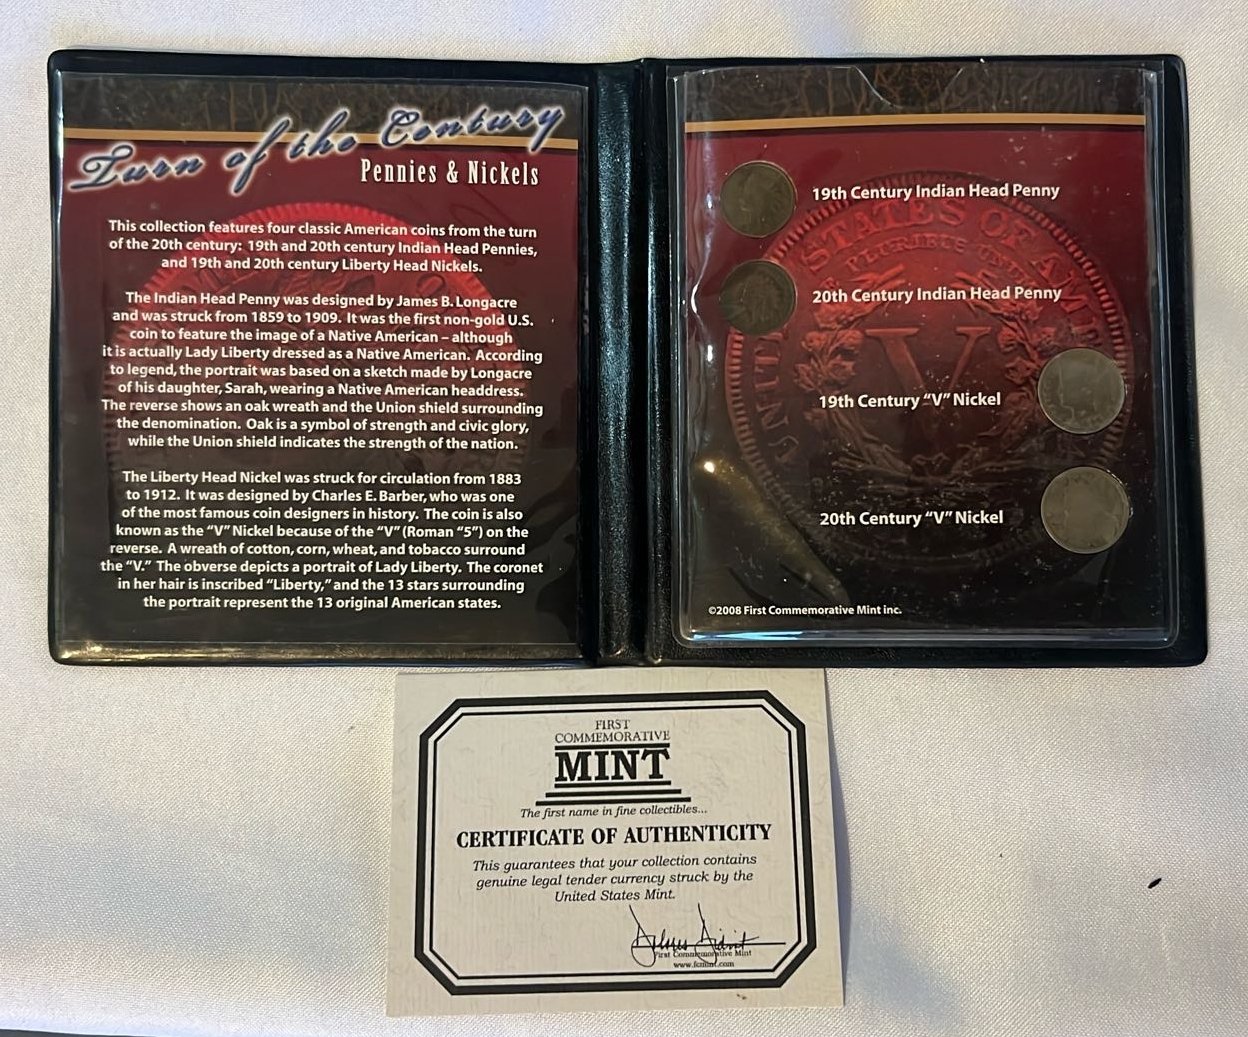 Turn of the Century
Pennies & Nickels
This collection features four classic American coins from the turn
of the 20th century: 19th and 20th century Indian Head Pennies,
and 19th and 20th century Liberty Head Nickels.
The Indian Head Penny was designed by James B. Longacre
and was struck from 1859 to 1909. It was the first non-gold U.S.
coin to feature the image of a Native American – although
it is actually Lady Liberty dressed as a Native American. According
to legend, the portrait was based on a sketch made by Longacre
of his daughter, Sarah, wearing a Native American headdress.
The reverse shows an oak wreath and the Union shield surrounding
the denomination. Oak is a symbol of strength and civic glory,
while the Union shield indicates the strength of the nation.
The Liberty Head Nickel was struck for circulation from 1883
to 1912. It was designed by Charles E. Barber, who was one
of the most famous coin designers in history. The coin is also
known as the “V” Nickel because of the “V” (Roman “5”) on the
reverse. A wreath of cotton, corn, wheat, and tobacco surround
the “V.” The obverse depicts a portrait of Lady Liberty. The coronet
in her hair is inscribed “Liberty,” and the 13 stars surrounding
the portrait represent the 13 original American states.
UNITED STATES OF AM
E PLURIBUS UN
V
19th Century Indian Head Penny
20th Century Indian Head Penny
19th Century “V” Nickel
20th Century “V” Nickel
©2008 First Commemorative Mint inc.
FIRST
COMMEMORATIVE
MINT
The first name in fine collectibles...
CERTIFICATE OF AUTHENTICITY
This guarantees that your collection contains
genuine legal tender currency struck by the
United States Mint.
First Commemorative Mint
www.fcmint.com